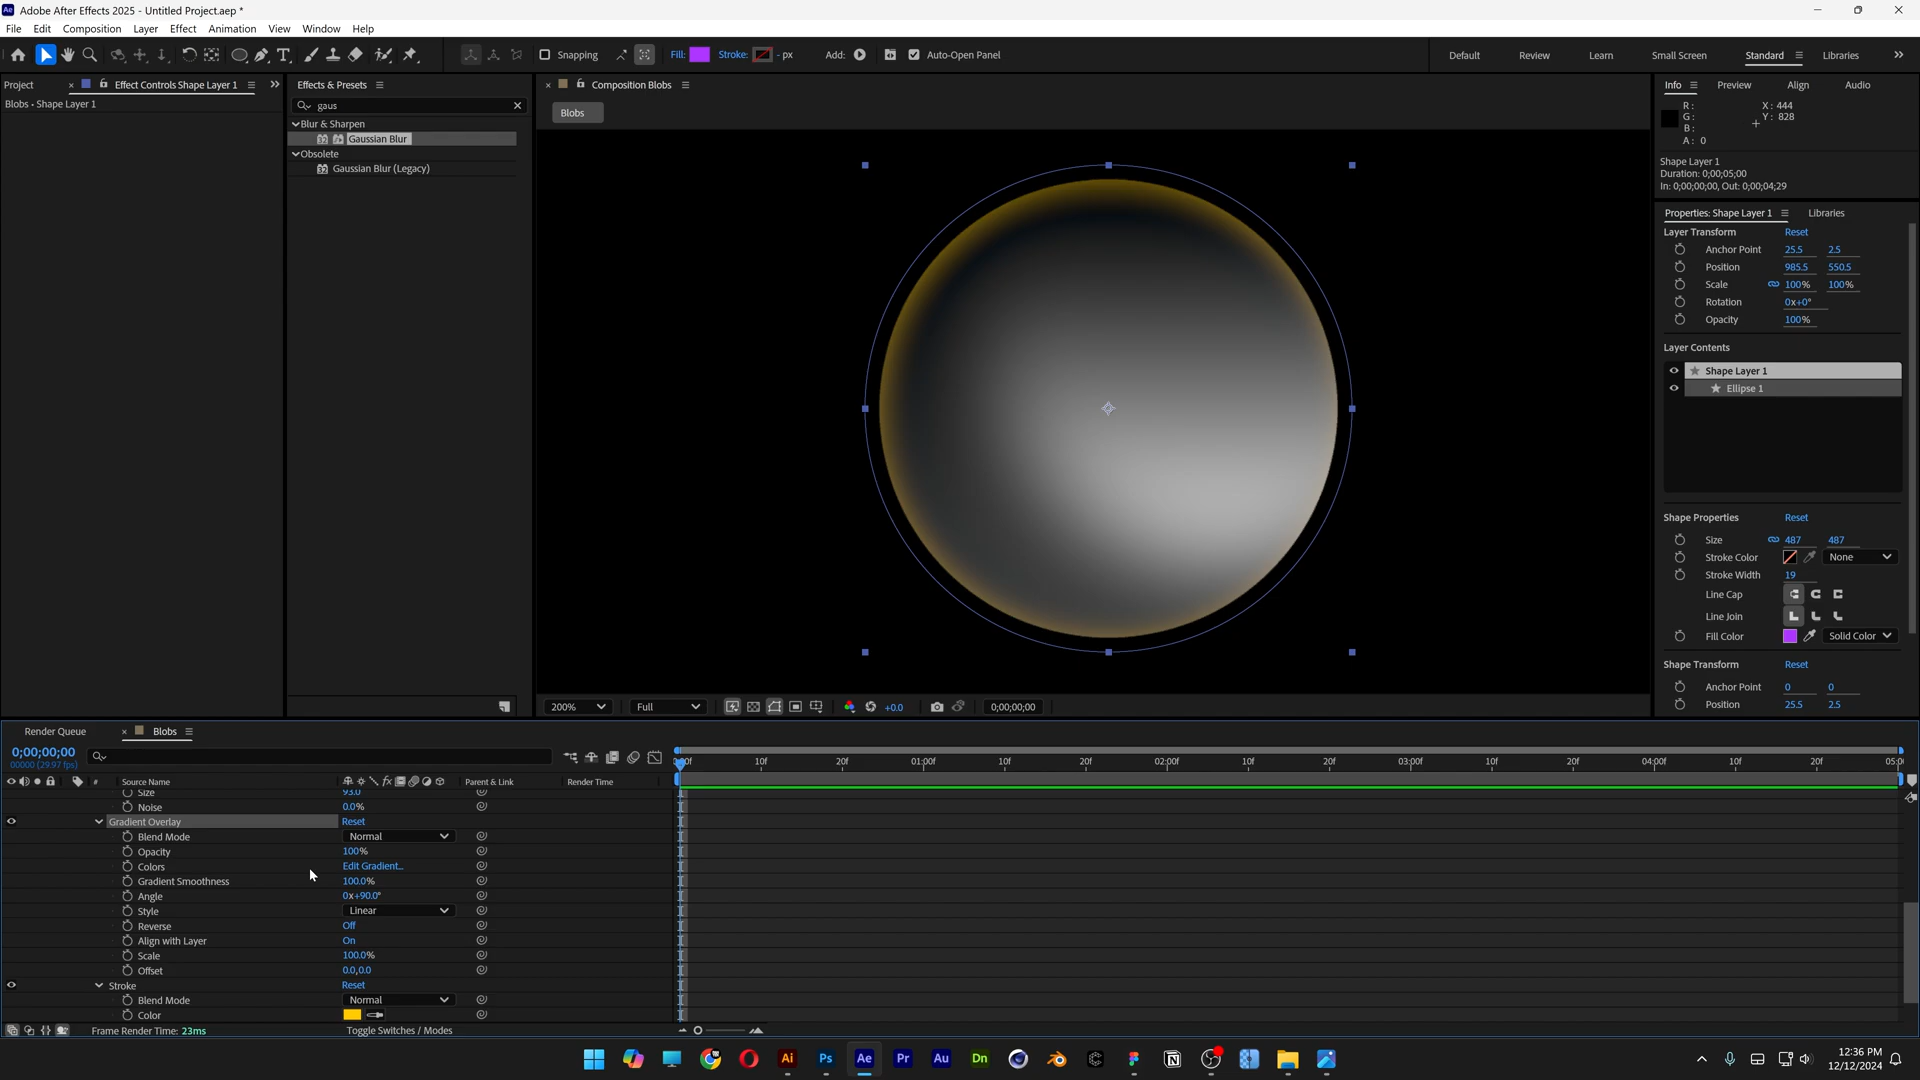 Adobe After Effects 2025 - Untitled Project.aep *
File Edit Composition Layer Effect Animation View Window Help
Snapping Fill: Stroke: - px Add: Auto-Open Panel Default Review Learn Small Screen Standard Libraries
Project Effect Controls Shape Layer 1
Blobs • Shape Layer 1
Effects & Presets
gaus
Blur & Sharpen
Gaussian Blur
Obsolete
Gaussian Blur (Legacy)
Composition Blobs
Blobs
200% Full +0.0 0;00;00;00
Info Preview Align Audio
R: X: 444
G: Y: 828
B:
A: 0
Shape Layer 1
Duration: 0;00;05;00
In: 0;00;00;00, Out: 0;00;04;29
Properties: Shape Layer 1 Libraries
Layer Transform Reset
Anchor Point 25.5 2.5
Position 985.5 550.5
Scale 100% 100%
Rotation 0x+0°
Opacity 100%
Layer Contents
Shape Layer 1
Ellipse 1
Shape Properties Reset
Size 487 487
Stroke Color None
Stroke Width 19
Line Cap
Line Join
Fill Color Solid Color
Shape Transform Reset
Anchor Point 0 0
Position 25.5 2.5
Render Queue Blobs
0;00;00;00
00000 (29.97 fps)
# Source Name Parent & Link Render Time
10f 20f 01:00f 10f 20f 02:00f 10f 20f 03:00f 10f 20f 04:00f 10f 20f
Size 93.0
Noise 0.0%
Gradient Overlay Reset
Blend Mode Normal
Opacity 100%
Colors Edit Gradient...
Gradient Smoothness 100.0%
Angle 0x+90.0°
Style Linear
Reverse Off
Align with Layer On
Scale 100.0%
Offset 0.0,0.0
Stroke Reset
Blend Mode Normal
Color
Frame Render Time: 23ms Toggle Switches / Modes
12:36 PM
12/12/2024